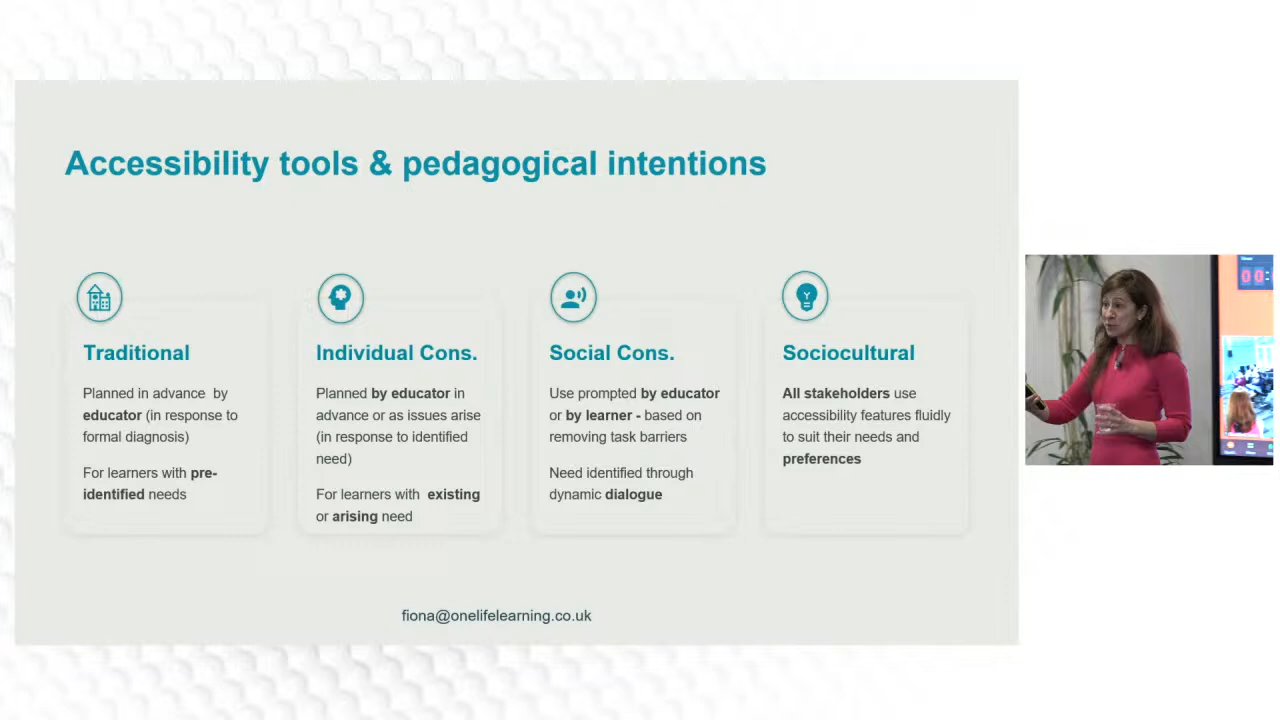 Accessibility tools & pedagogical intentions
Traditional
Planned in advance by
educator (in response to
formal diagnosis)
For learners with pre-
identified needs
Individual Cons.
Planned by educator in
advance or as issues arise
(in response to identified
need)
For learners with existing
or arising need
Social Cons.
Use prompted by educator
or by learner - based on
removing task barriers
Need identified through
dynamic dialogue
Sociocultural
All stakeholders use
accessibility features fluidly
to suit their needs and
preferences
fiona@onelifelearning.co.uk
00: